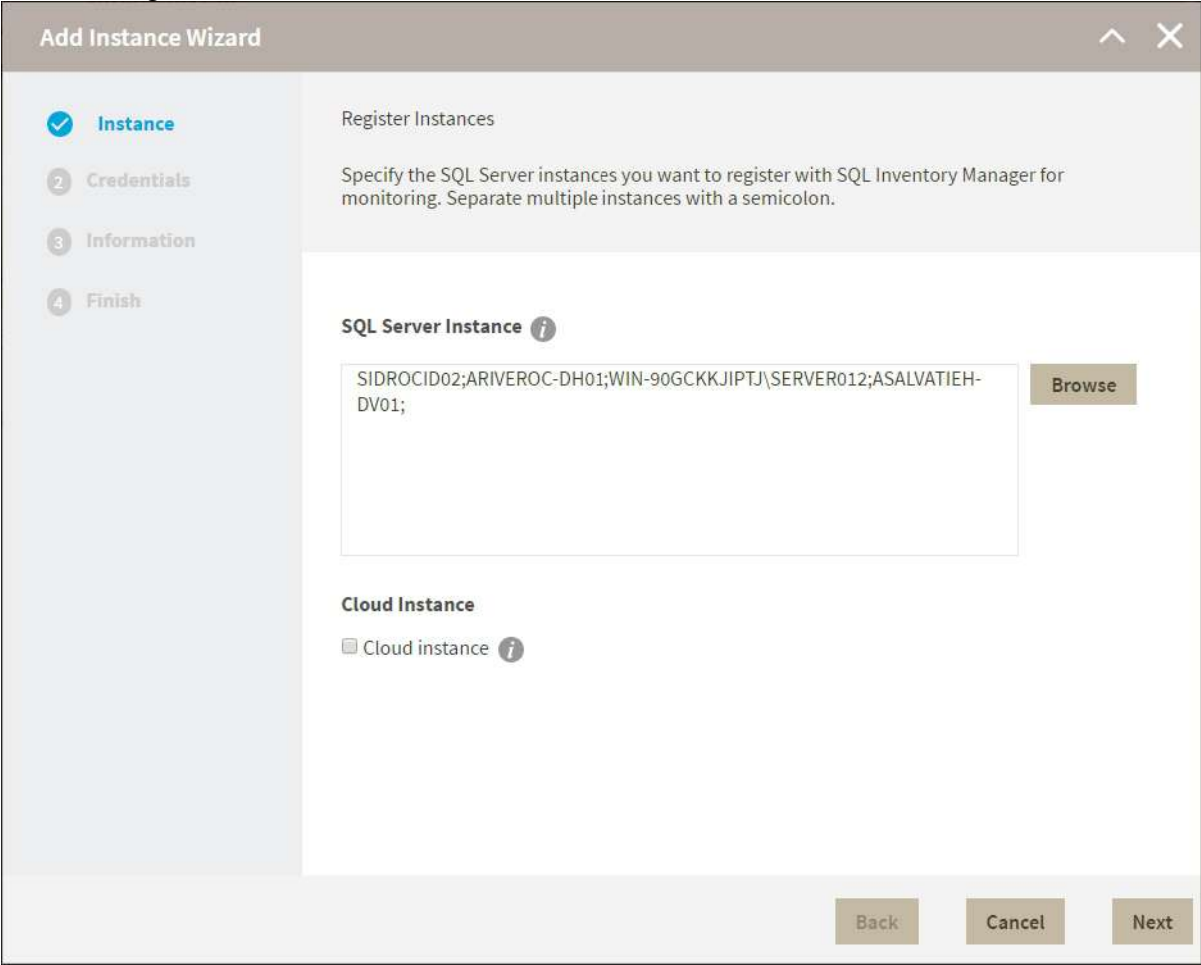 Add Instance Wizard
Instance
2 Credentials
3 Information
4 Finish
Register Instances
Specify the SQL Server instances you want to register with SQL Inventory Manager for
monitoring. Separate multiple instances with a semicolon.
SQL Server Instance i
SIDROCID02;ARIVEROC-DH01;WIN-90GCKKJIPTJ\SERVER012;ASALVATIEH-
DV01;
Browse
Cloud Instance
Cloud instance i
Back
Cancel
Next